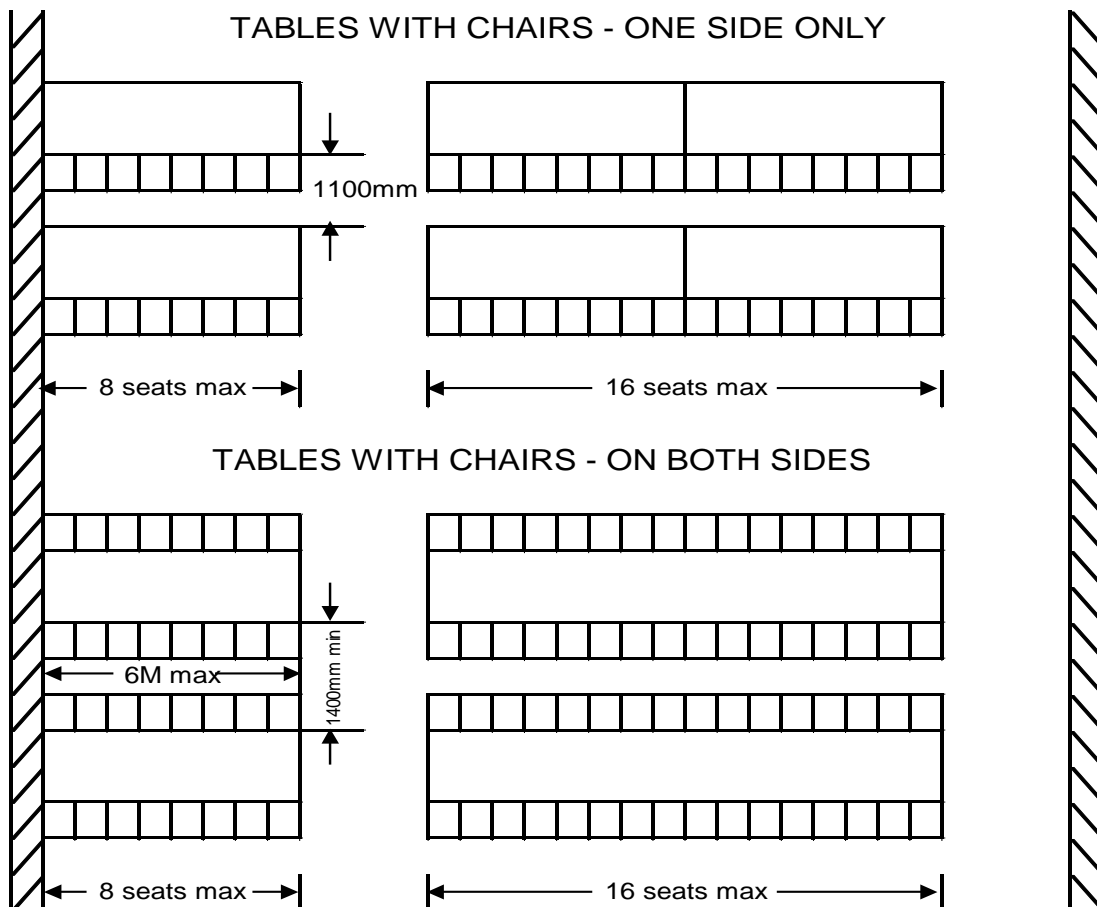 TABLES WITH CHAIRS - ONE SIDE ONLY
1100mm
8 seats max
16 seats max
TABLES WITH CHAIRS - ON BOTH SIDES
6M max
1400mm min
8 seats max
16 seats max